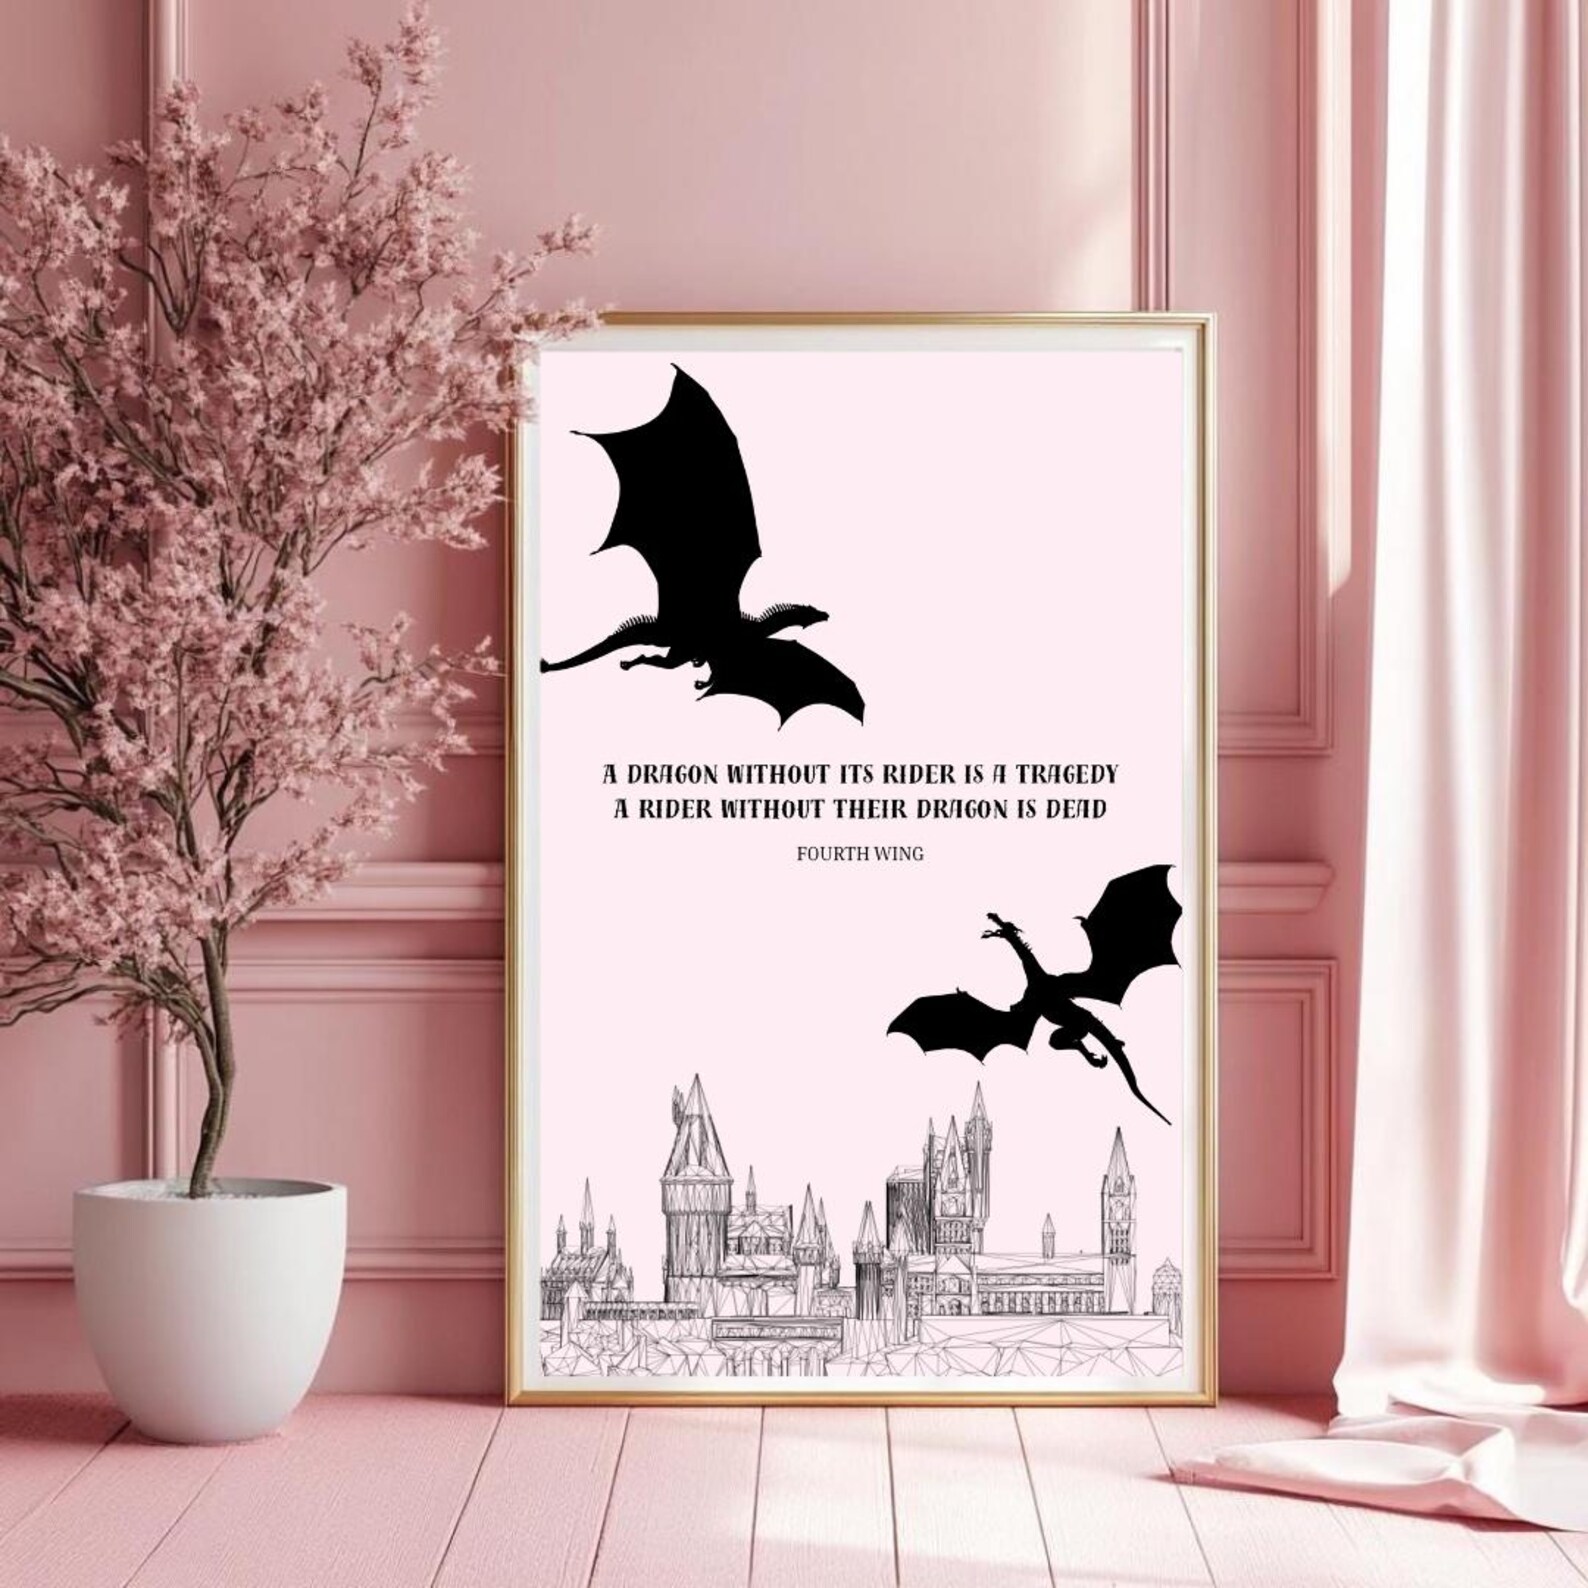 A DRAGON WITHOUT ITS RIDER IS A TRAGEDY
A RIDER WITHOUT THEIR DRAGON IS DEAD
FOURTH WING